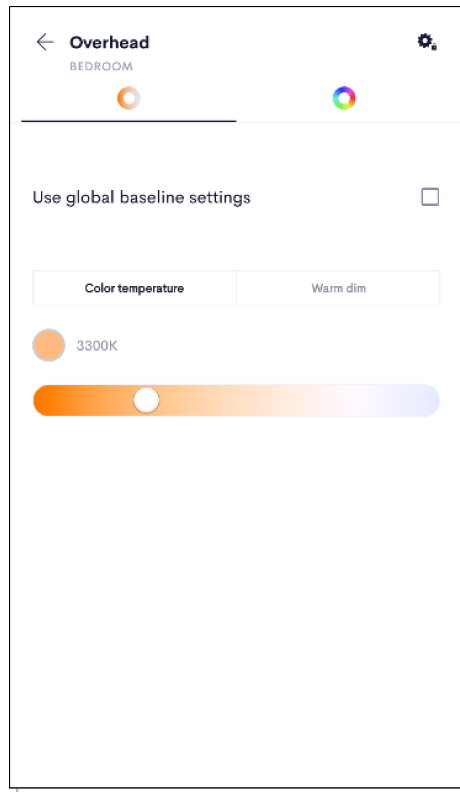 Overhead
BEDROOM
Use global baseline settings
Color temperature
Warm dim
3300K